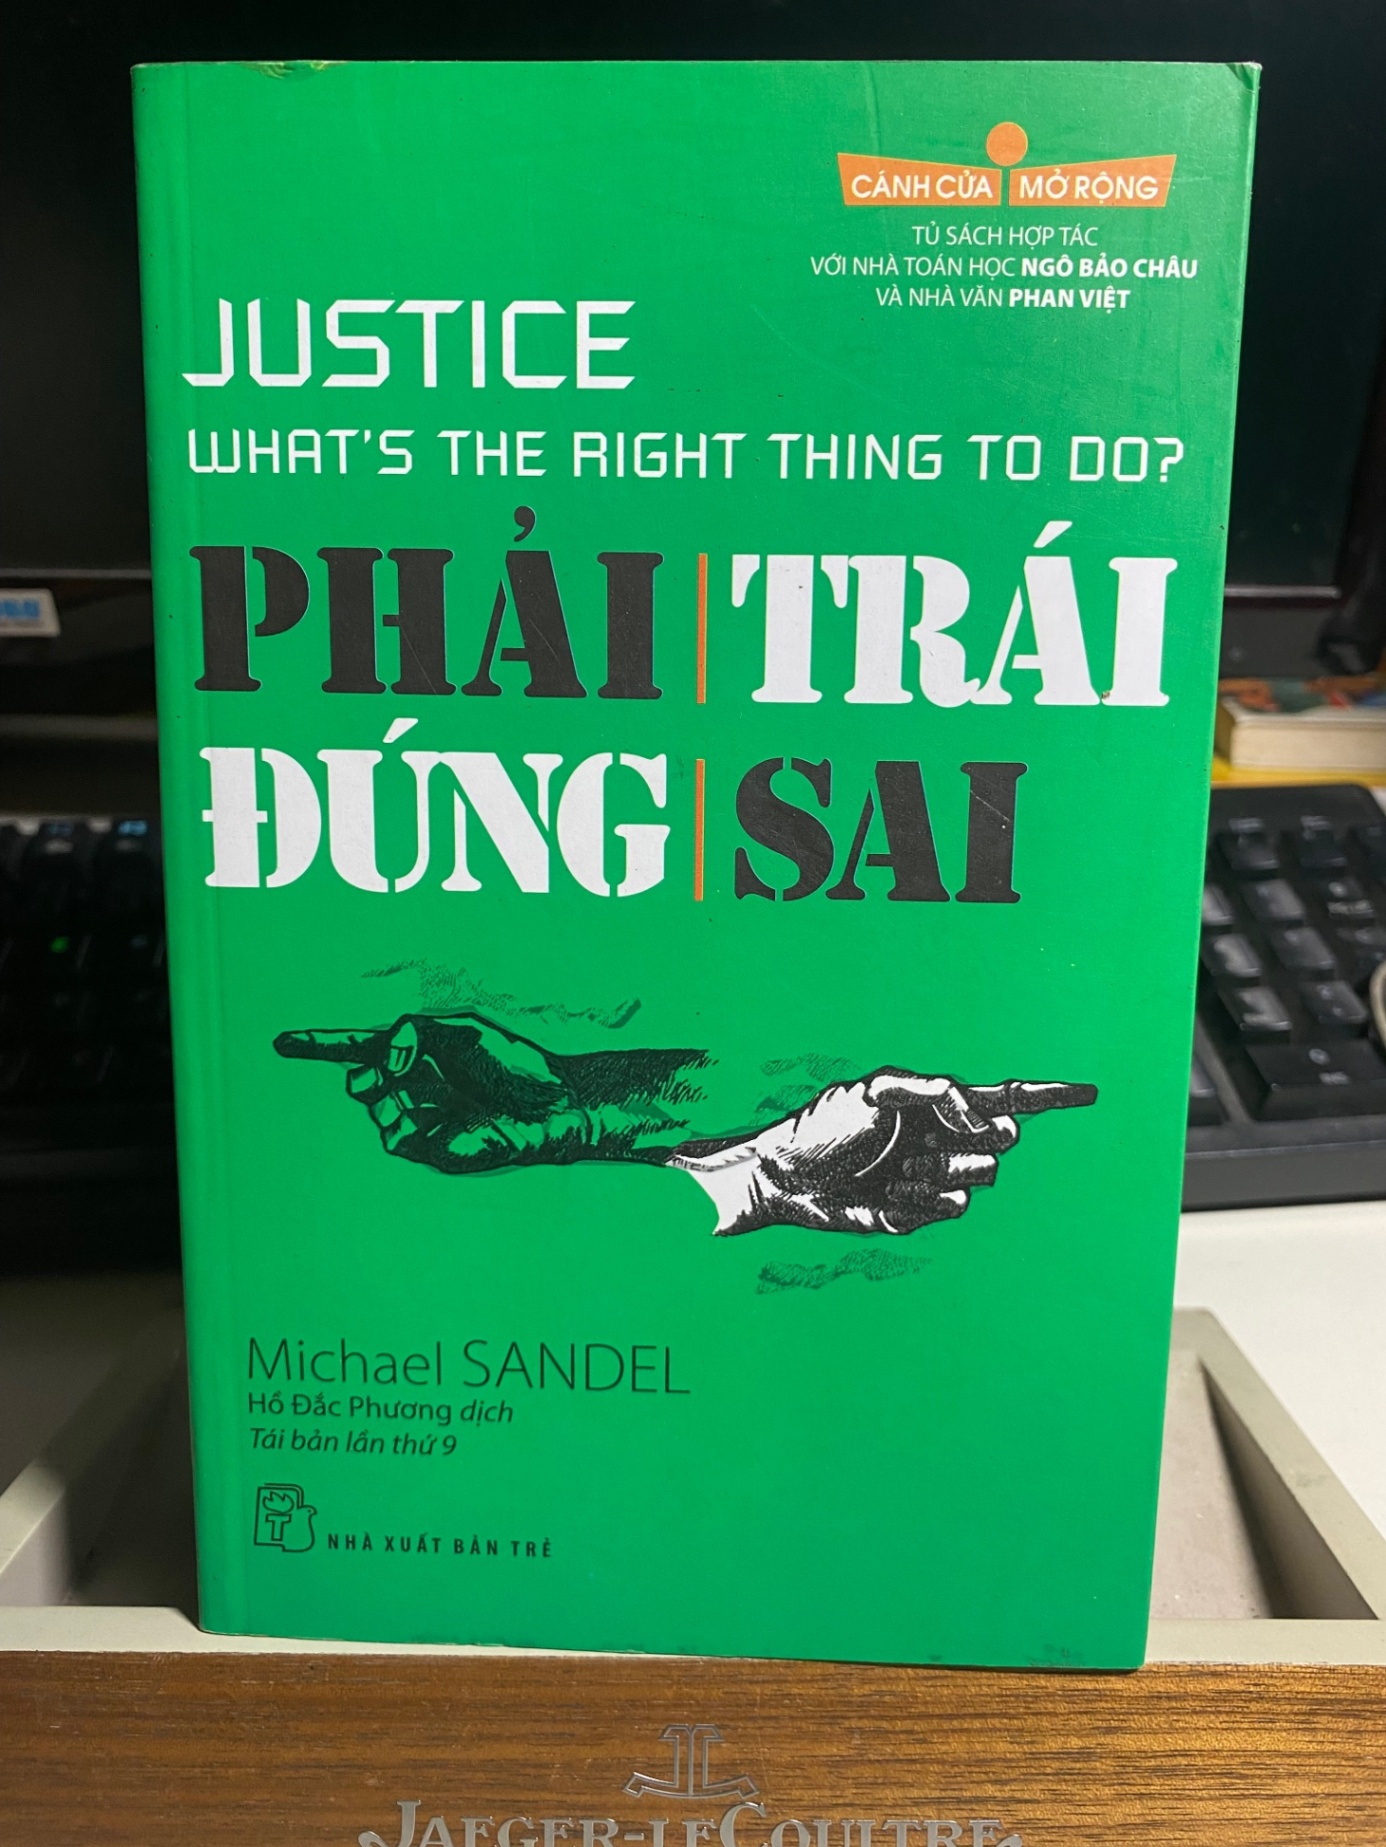 CÁNH CỬA MỞ RỘNG
TỦ SÁCH HỢP TÁC
VỚI NHÀ TOÁN HỌC NGÔ BẢO CHÂU
VÀ NHÀ VĂN PHAN VIỆT
JUSTICE
WHAT'S THE RIGHT THING TO DO?
PHẢI TRÁI
ĐÚNG SAI
Michael SANDEL
Hồ Đắc Phương dịch
Tái bản lần thứ 9
NHÀ XUẤT BẢN TRẺ
JAEGER-LECOULTRE